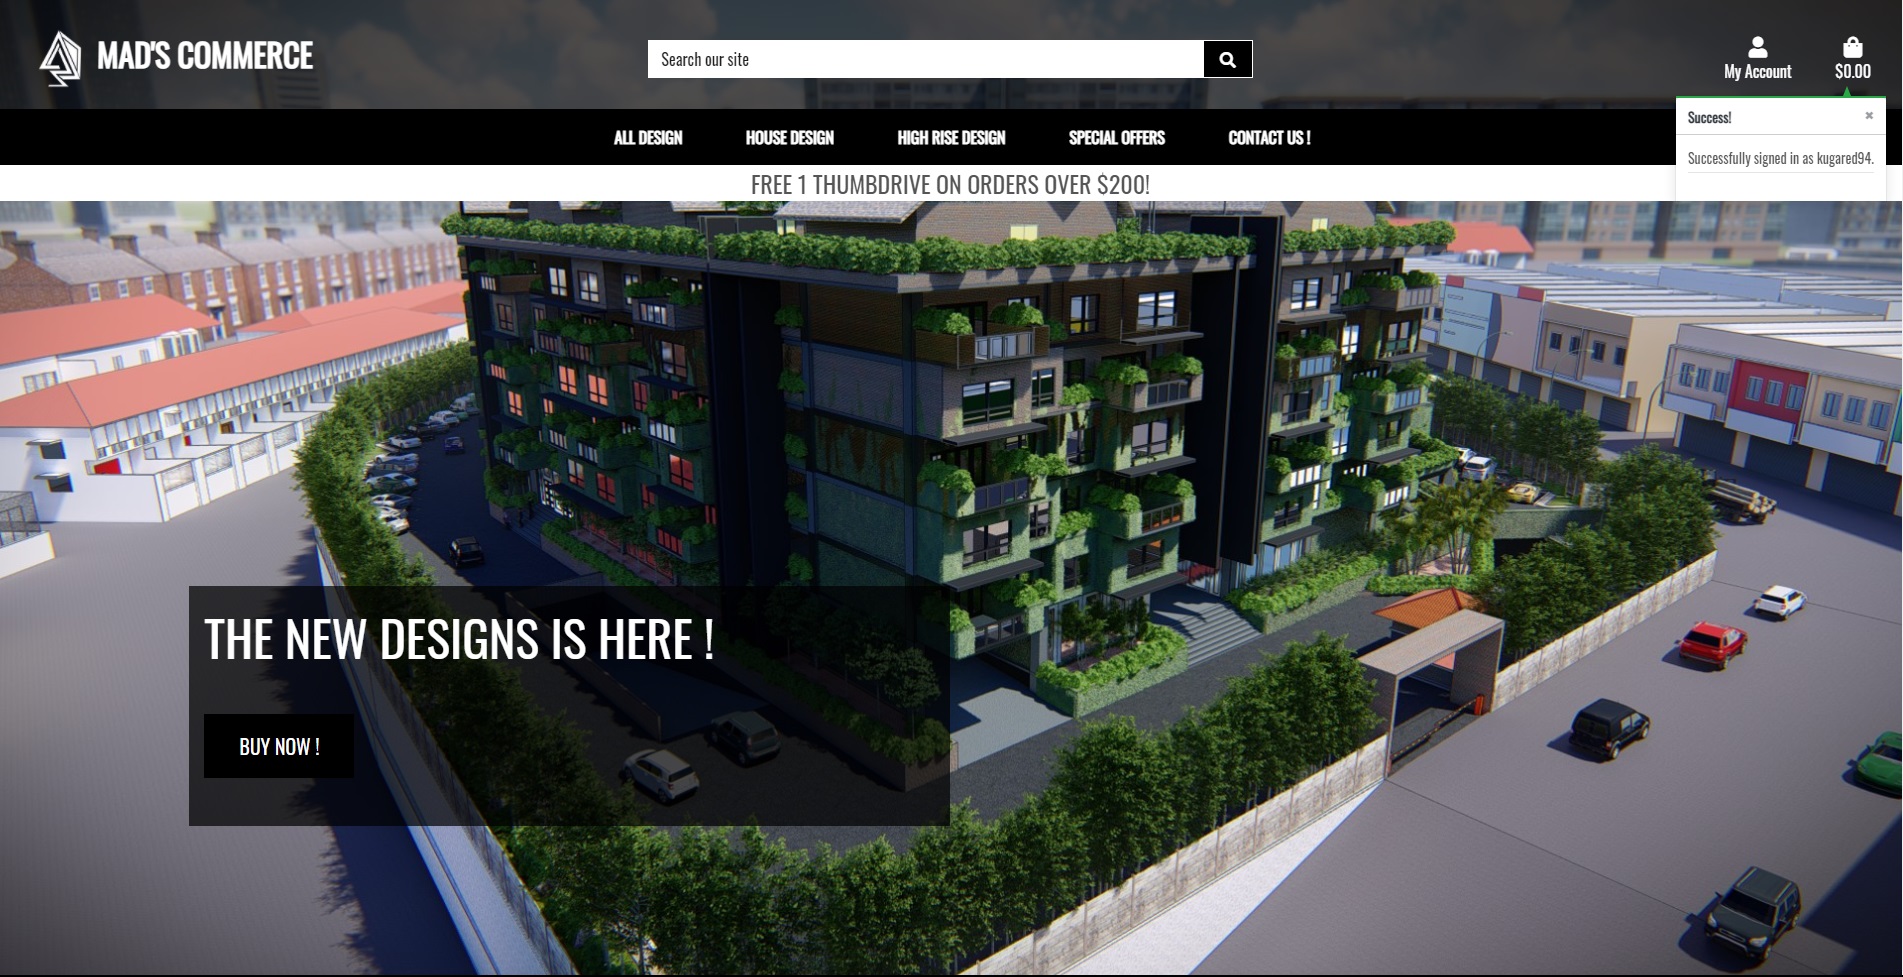 MAD'S COMMERCE
Search our site
My Account
$0.00
Success!
×
Successfully signed in as kugared94.
ALL DESIGN
HOUSE DESIGN
HIGH RISE DESIGN
SPECIAL OFFERS
CONTACT US !
FREE 1 THUMBDRIVE ON ORDERS OVER $200!
THE NEW DESIGNS IS HERE !
BUY NOW !